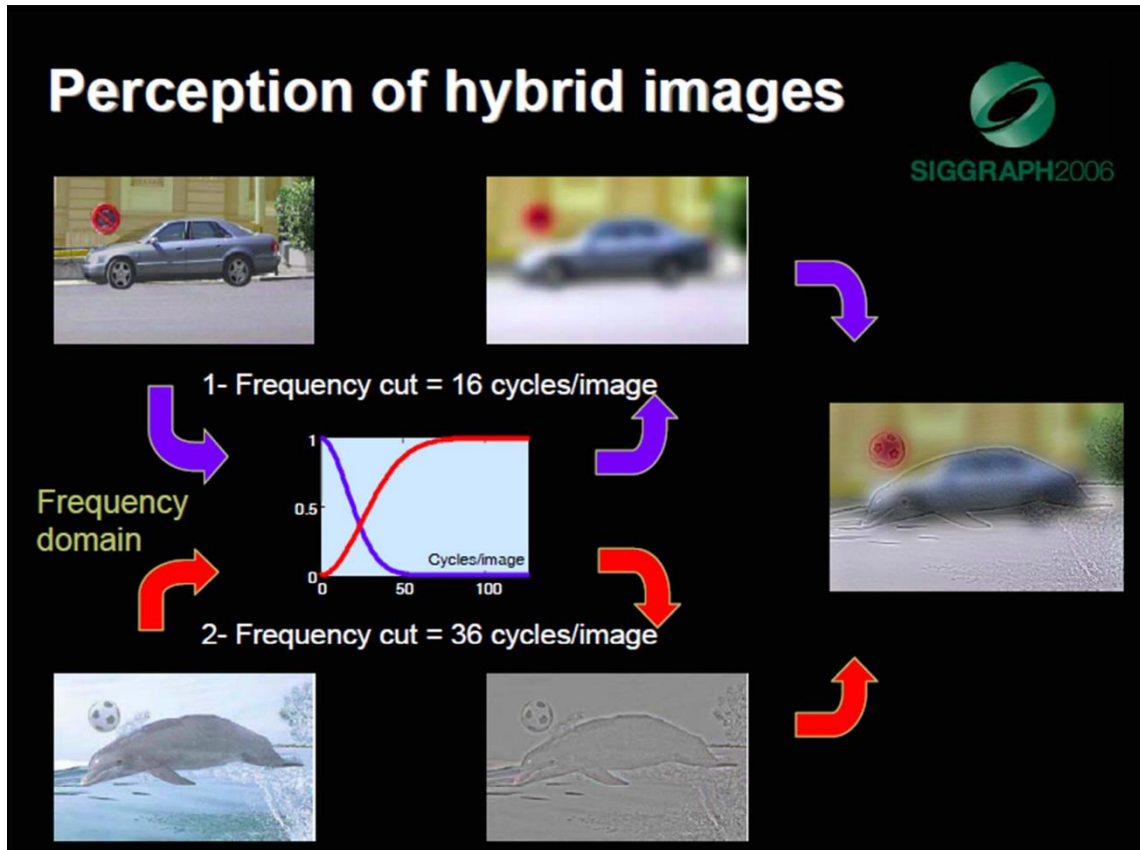 Perception of hybrid images
SIGGRAPH2006
1- Frequency cut = 16 cycles/image
Frequency
domain
1
0.5
0
Cycles/image
0
50
100
2- Frequency cut = 36 cycles/image